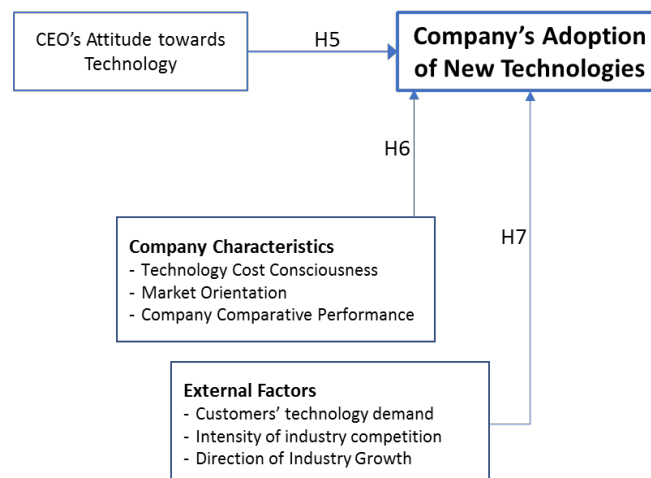 CEO's Attitude towards
Technology
H5
Company's Adoption
of New Technologies
H6
H7
Company Characteristics
- Technology Cost Consciousness
- Market Orientation
- Company Comparative Performance
External Factors
- Customers' technology demand
- Intensity of industry competition
- Direction of Industry Growth